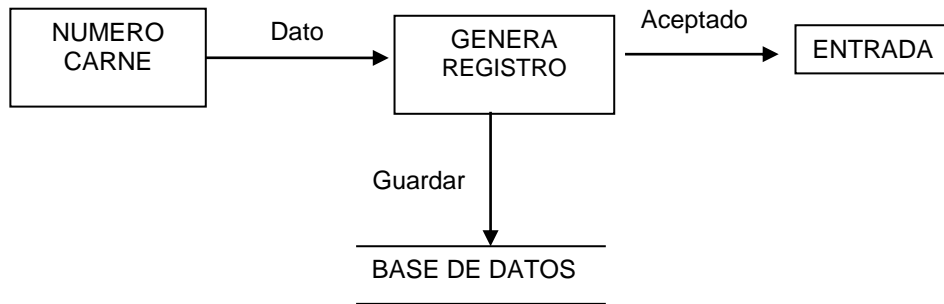 NUMERO
CARNE
Dato
GENERA
REGISTRO
Aceptado
ENTRADA
Guardar
BASE DE DATOS